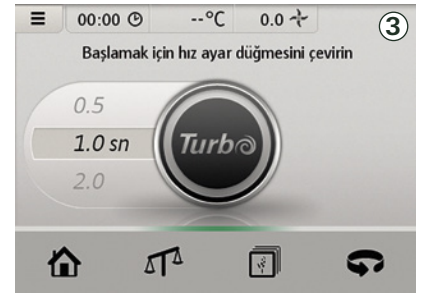 00:00 --°C 0.0
3
Başlamak için hız ayar düğmesini çevirin
0.5
1.0 sn
Turbo
2.0